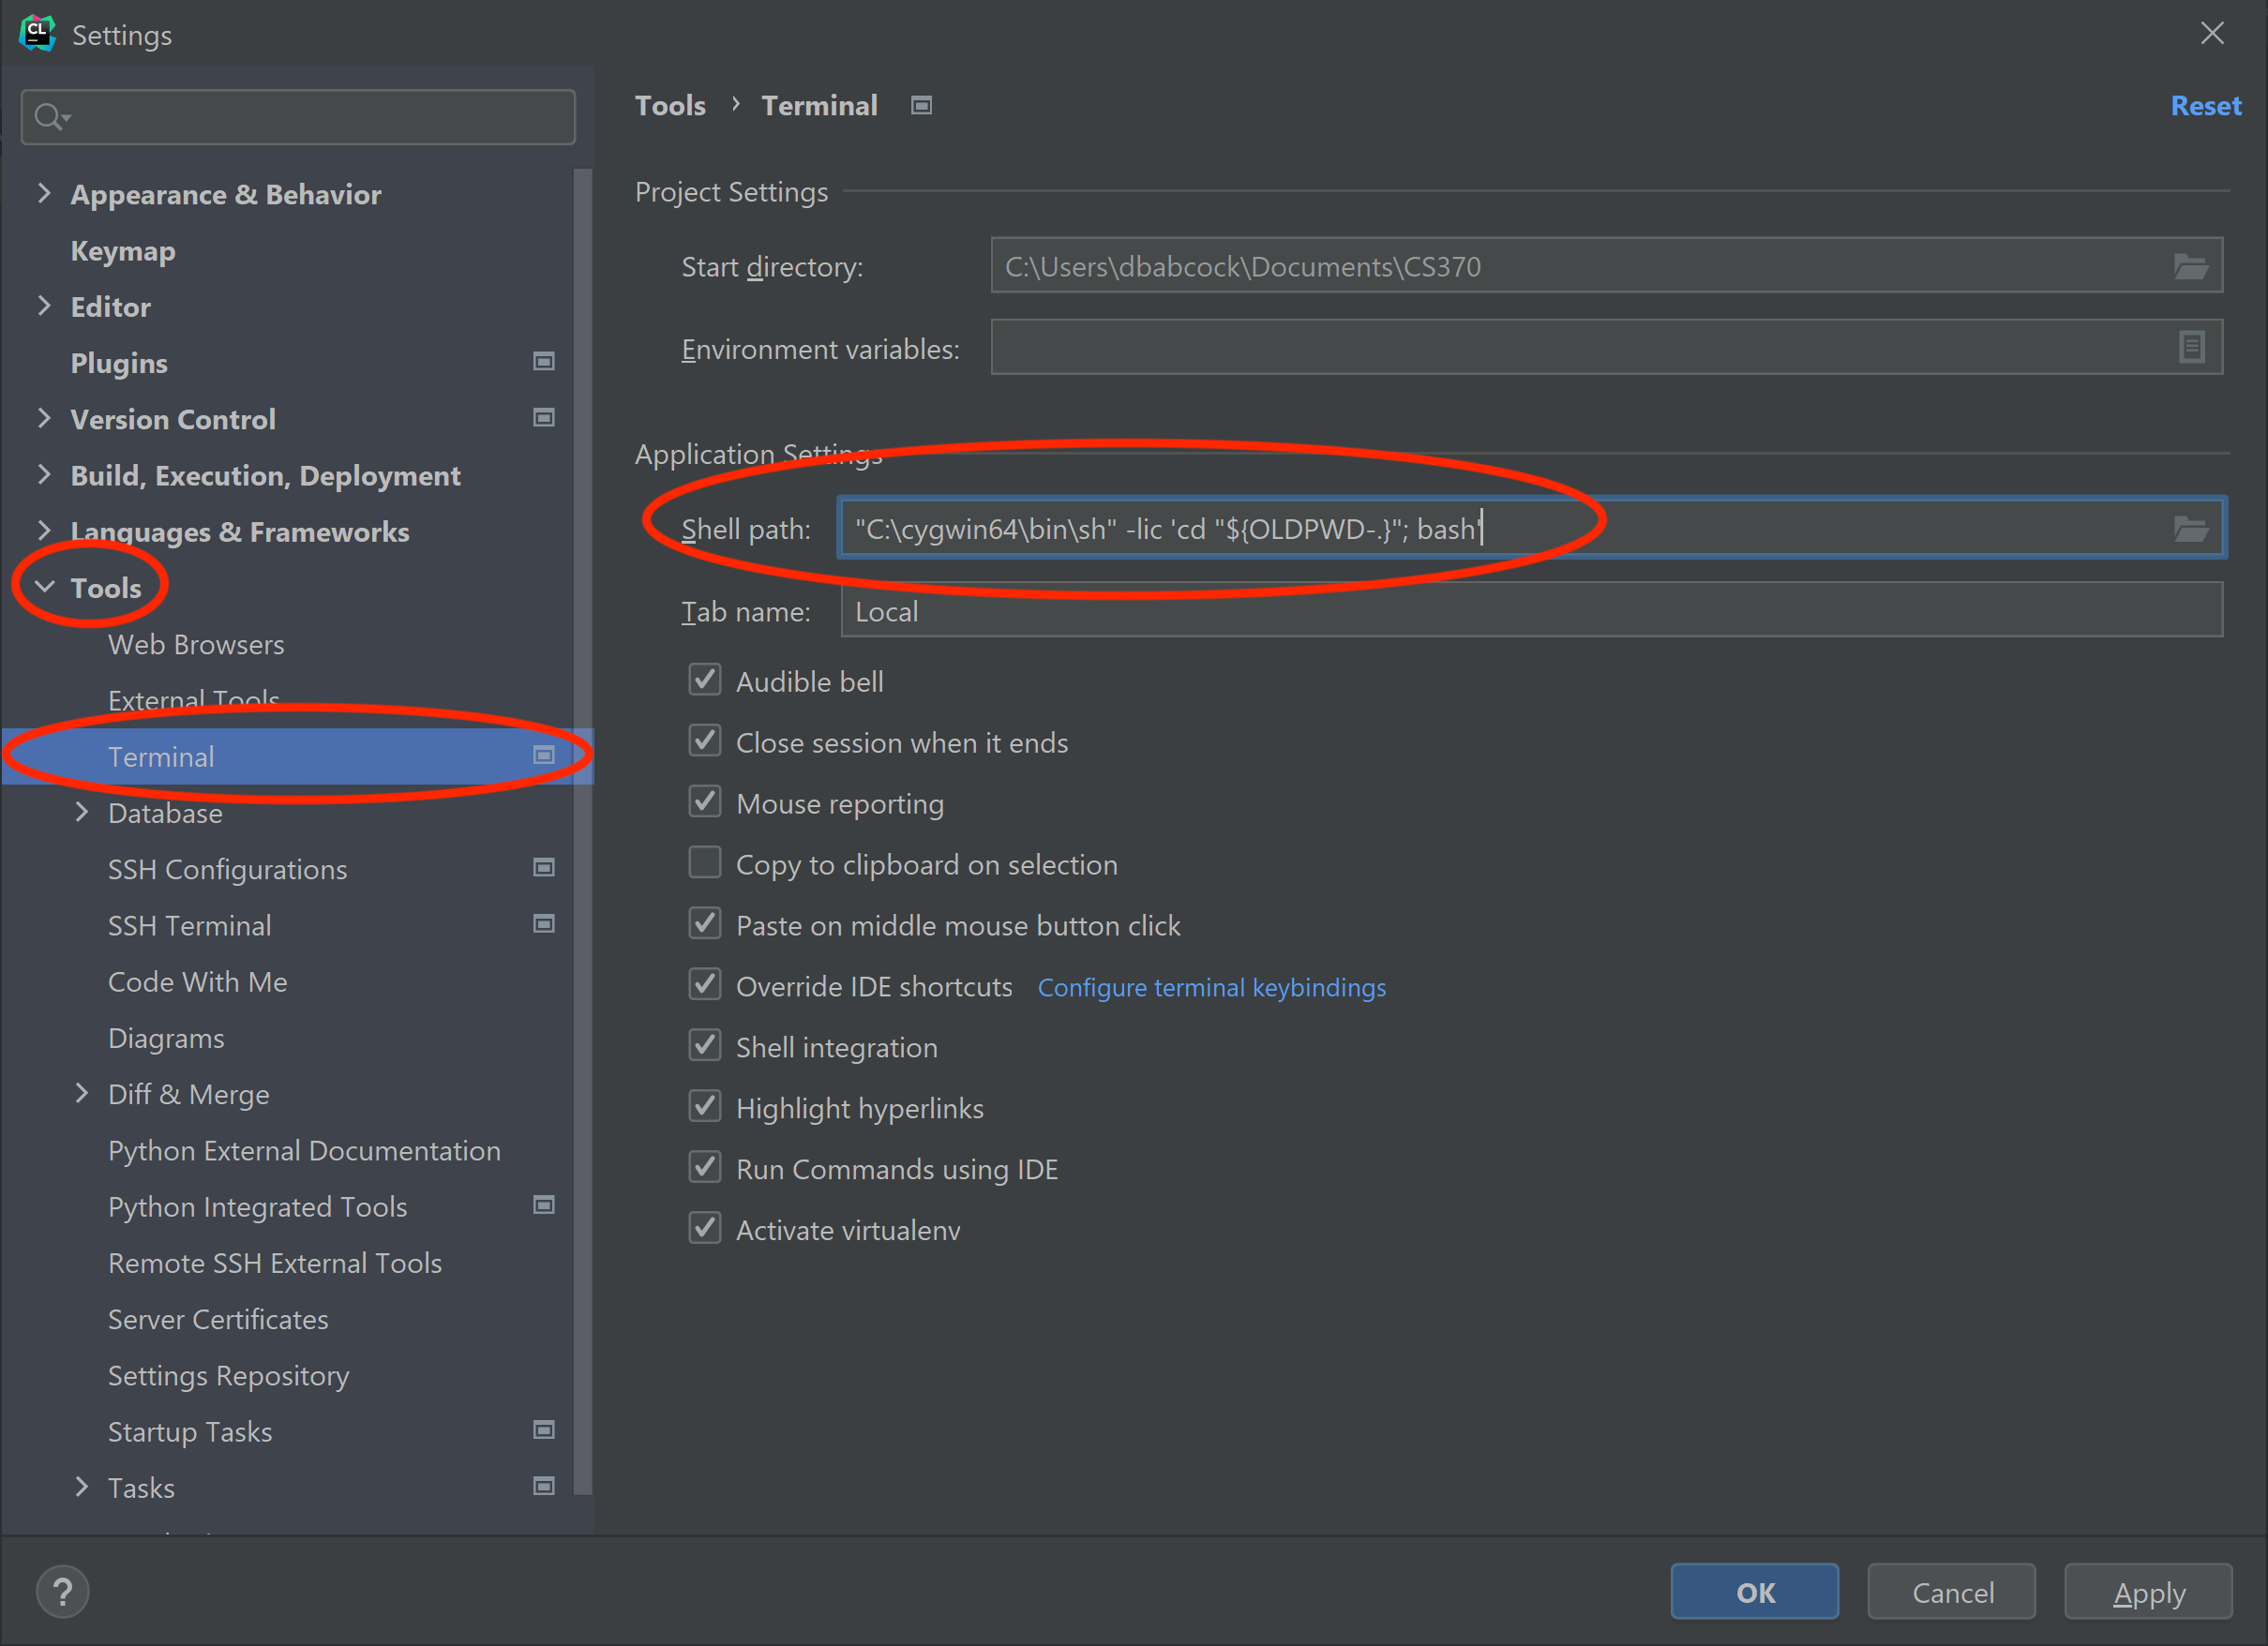 CL
Settings
Appearance & Behavior
Keymap
Editor
Plugins
Version Control
Build, Execution, Deployment
Languages & Frameworks
Tools
Web Browsers
External Tools
Terminal
Database
SSH Configurations
SSH Terminal
Code With Me
Diagrams
Diff & Merge
Python External Documentation
Python Integrated Tools
Remote SSH External Tools
Server Certificates
Settings Repository
Startup Tasks
Tasks
Tools › Terminal
Reset
Project Settings
Start directory: C:\Users\dbabcock\Documents\CS370
Environment variables:
Application Settings
Shell path: "C:\cygwin64\bin\sh" -lic 'cd "${OLDPWD-.}"; bash'
Tab name: Local
Audible bell
Close session when it ends
Mouse reporting
Copy to clipboard on selection
Paste on middle mouse button click
Override IDE shortcuts Configure terminal keybindings
Shell integration
Highlight hyperlinks
Run Commands using IDE
Activate virtualenv
?
OK
Cancel
Apply